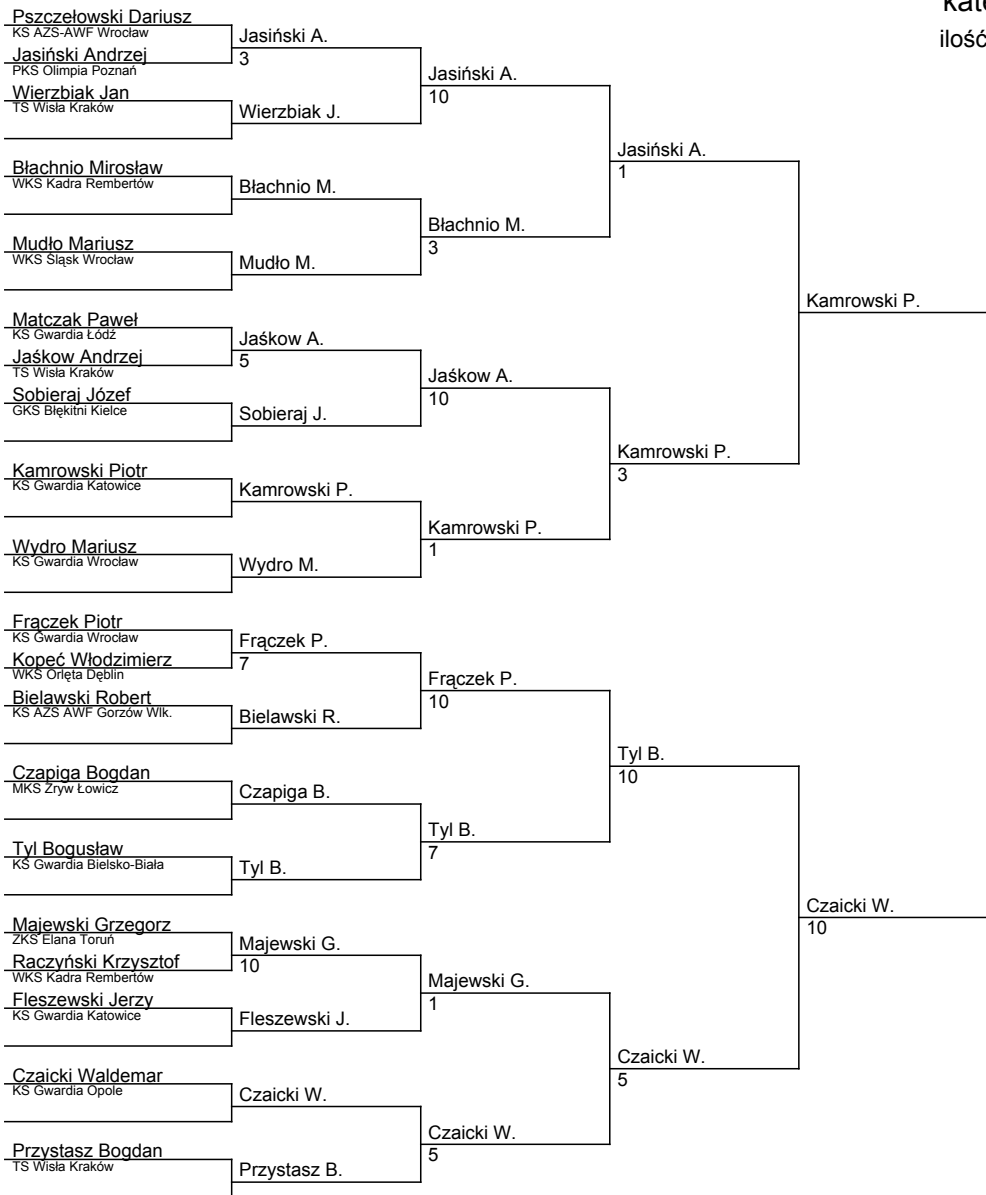 kate
ilość
Pszczełowski Dariusz
KS AZS-AWF Wrocław
Jasiński Andrzej
PKS Olimpia Poznań
Wierzbiak Jan
TS Wisła Kraków
Błachnio Mirosław
WKS Kadra Rembertów
Mudło Mariusz
WKS Śląsk Wrocław
Matczak Paweł
KS Gwardia Łódź
Jaśkow Andrzej
TS Wisła Kraków
Sobieraj Józef
GKS Błękitni Kielce
Kamrowski Piotr
KS Gwardia Katowice
Wydro Mariusz
KS Gwardia Wrocław
Frączek Piotr
KS Gwardia Wrocław
Kopeć Włodzimierz
WKS Orlęta Dęblin
Bielawski Robert
KS AZS AWF Gorzów Wlk.
Czapiga Bogdan
MKS Zryw Łowicz
Tyl Bogusław
KS Gwardia Bielsko-Biała
Majewski Grzegorz
ZKS Elana Toruń
Raczyński Krzysztof
WKS Kadra Rembertów
Fleszewski Jerzy
KS Gwardia Katowice
Czaicki Waldemar
KS Gwardia Opole
Przystasz Bogdan
TS Wisła Kraków
Jasiński A.
3
Wierzbiak J.
Błachnio M.
Mudło M.
Jaśkow A.
5
Sobieraj J.
Kamrowski P.
Wydro M.
Frączek P.
7
Bielawski R.
Czapiga B.
Tyl B.
Majewski G.
10
Fleszewski J.
Czaicki W.
Przystasz B.
Jasiński A.
10
Błachnio M.
3
Jaśkow A.
10
Kamrowski P.
1
Frączek P.
10
Tyl B.
7
Majewski G.
1
Czaicki W.
5
Jasiński A.
1
Kamrowski P.
3
Tyl B.
10
Czaicki W.
5
Kamrowski P.
Czaicki W.
10